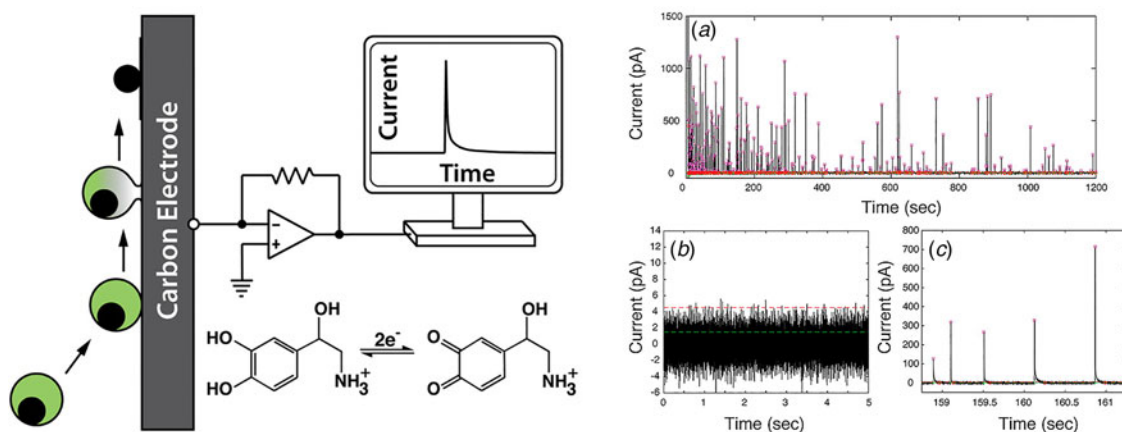 Carbon Electrode
Current
Time
−
+
OH
HO
HO
NH₃⁺
2e⁻
OH
O
O
NH₃⁺
(a)
1500
1000
500
0
Current (pA)
0 200 400 600 800 1000 1200
Time (sec)
(b)
14
12
10
8
6
4
2
0
-2
-4
-6
Current (pA)
0 1 2 3 4 5
Time (sec)
(c)
800
700
600
500
400
300
200
100
0
Current (pA)
159 159.5 160 160.5 161
Time (sec)